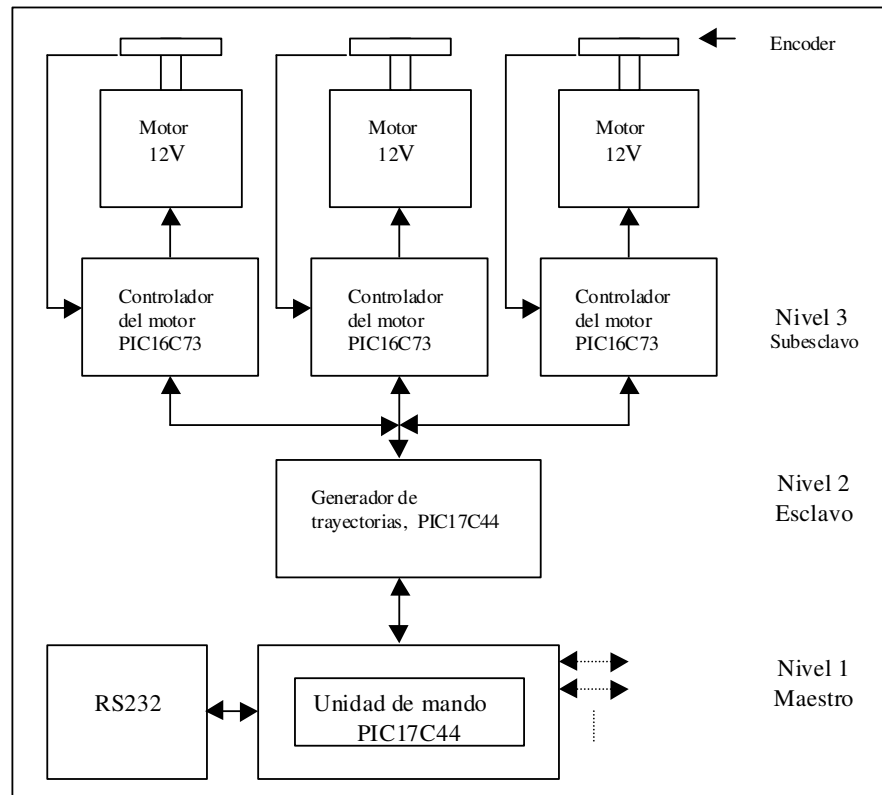 Encoder
Motor
12V
Motor
12V
Motor
12V
Controlador
del motor
PIC16C73
Controlador
del motor
PIC16C73
Controlador
del motor
PIC16C73
Nivel 3
Subesclavo
Generador de
trayectorias, PIC17C44
Nivel 2
Esclavo
RS232
Unidad de mando
PIC17C44
Nivel 1
Maestro